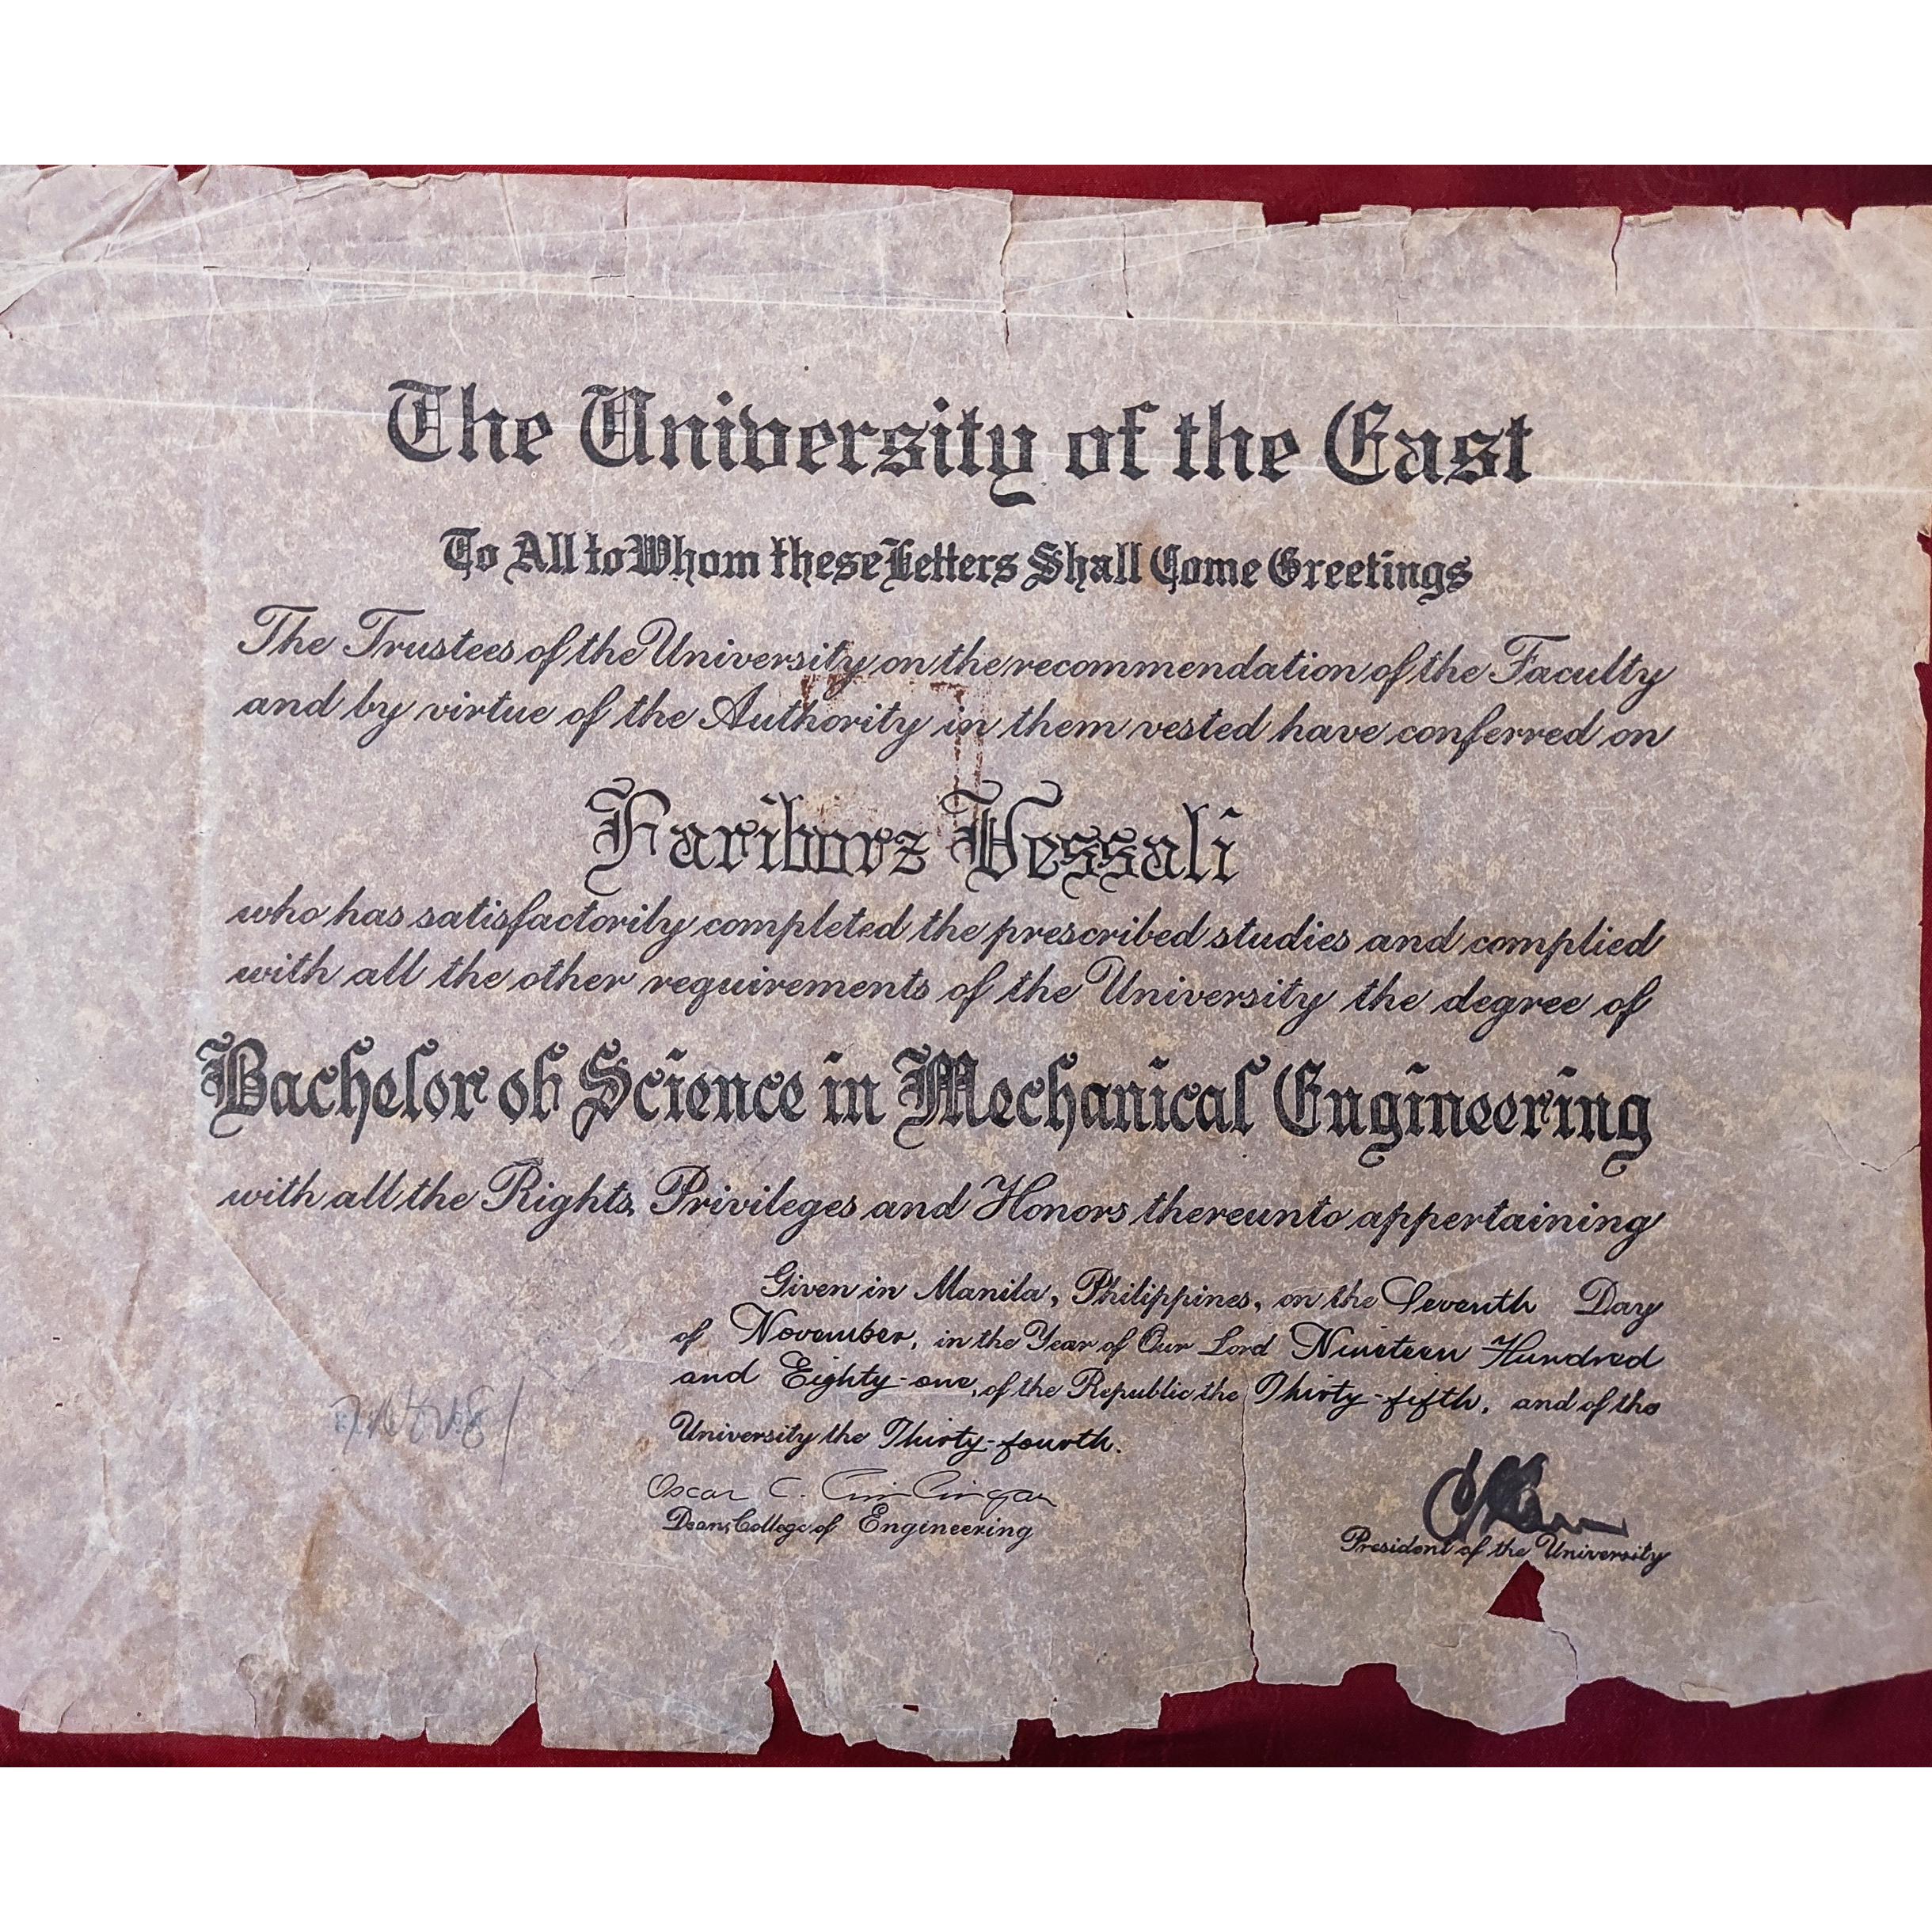 The University of the East
To All to Whom these Letters Shall Come Greetings
The Trustees of the University on the recommendation of the Faculty
and by virtue of the Authority in them vested have conferred on
Fariborz Vessali
who has satisfactorily completed the prescribed studies and complied
with all the other requirements of the University the degree of
Bachelor of Science in Mechanical Engineering
with all the Rights, Privileges and Honors thereunto appertaining
Given in Manila, Philippines, on the Seventh Day
of November, in the Year of Our Lord Nineteen Hundred
and Eighty-one, of the Republic the Thirty-fifth, and of the
University the Thirty-fourth.
Oscar C.
Dean, College of Engineering
President of the University